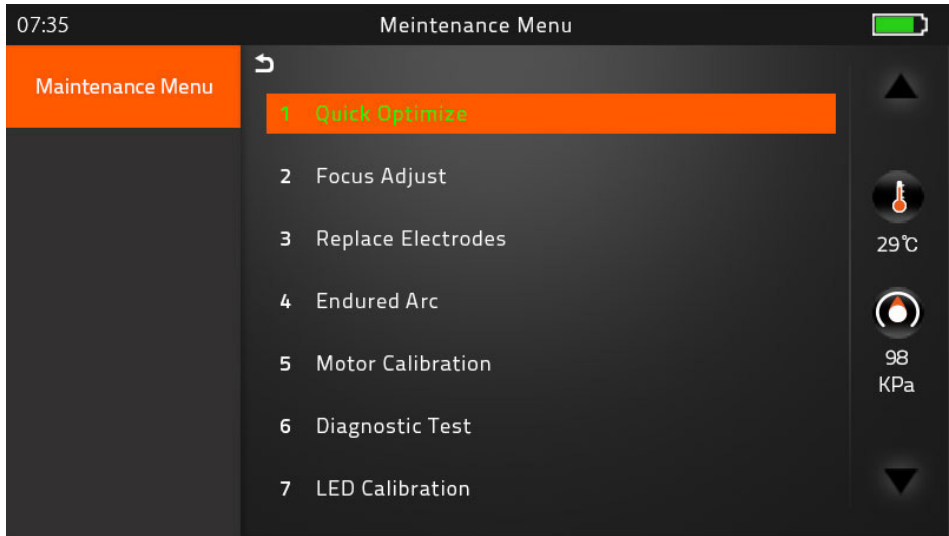 07:35 Meintenance Menu
Maintenance Menu
1 Quick Optimize
2 Focus Adjust
3 Replace Electrodes
4 Endured Arc
5 Motor Calibration
6 Diagnostic Test
7 LED Calibration
29℃
98
KPa